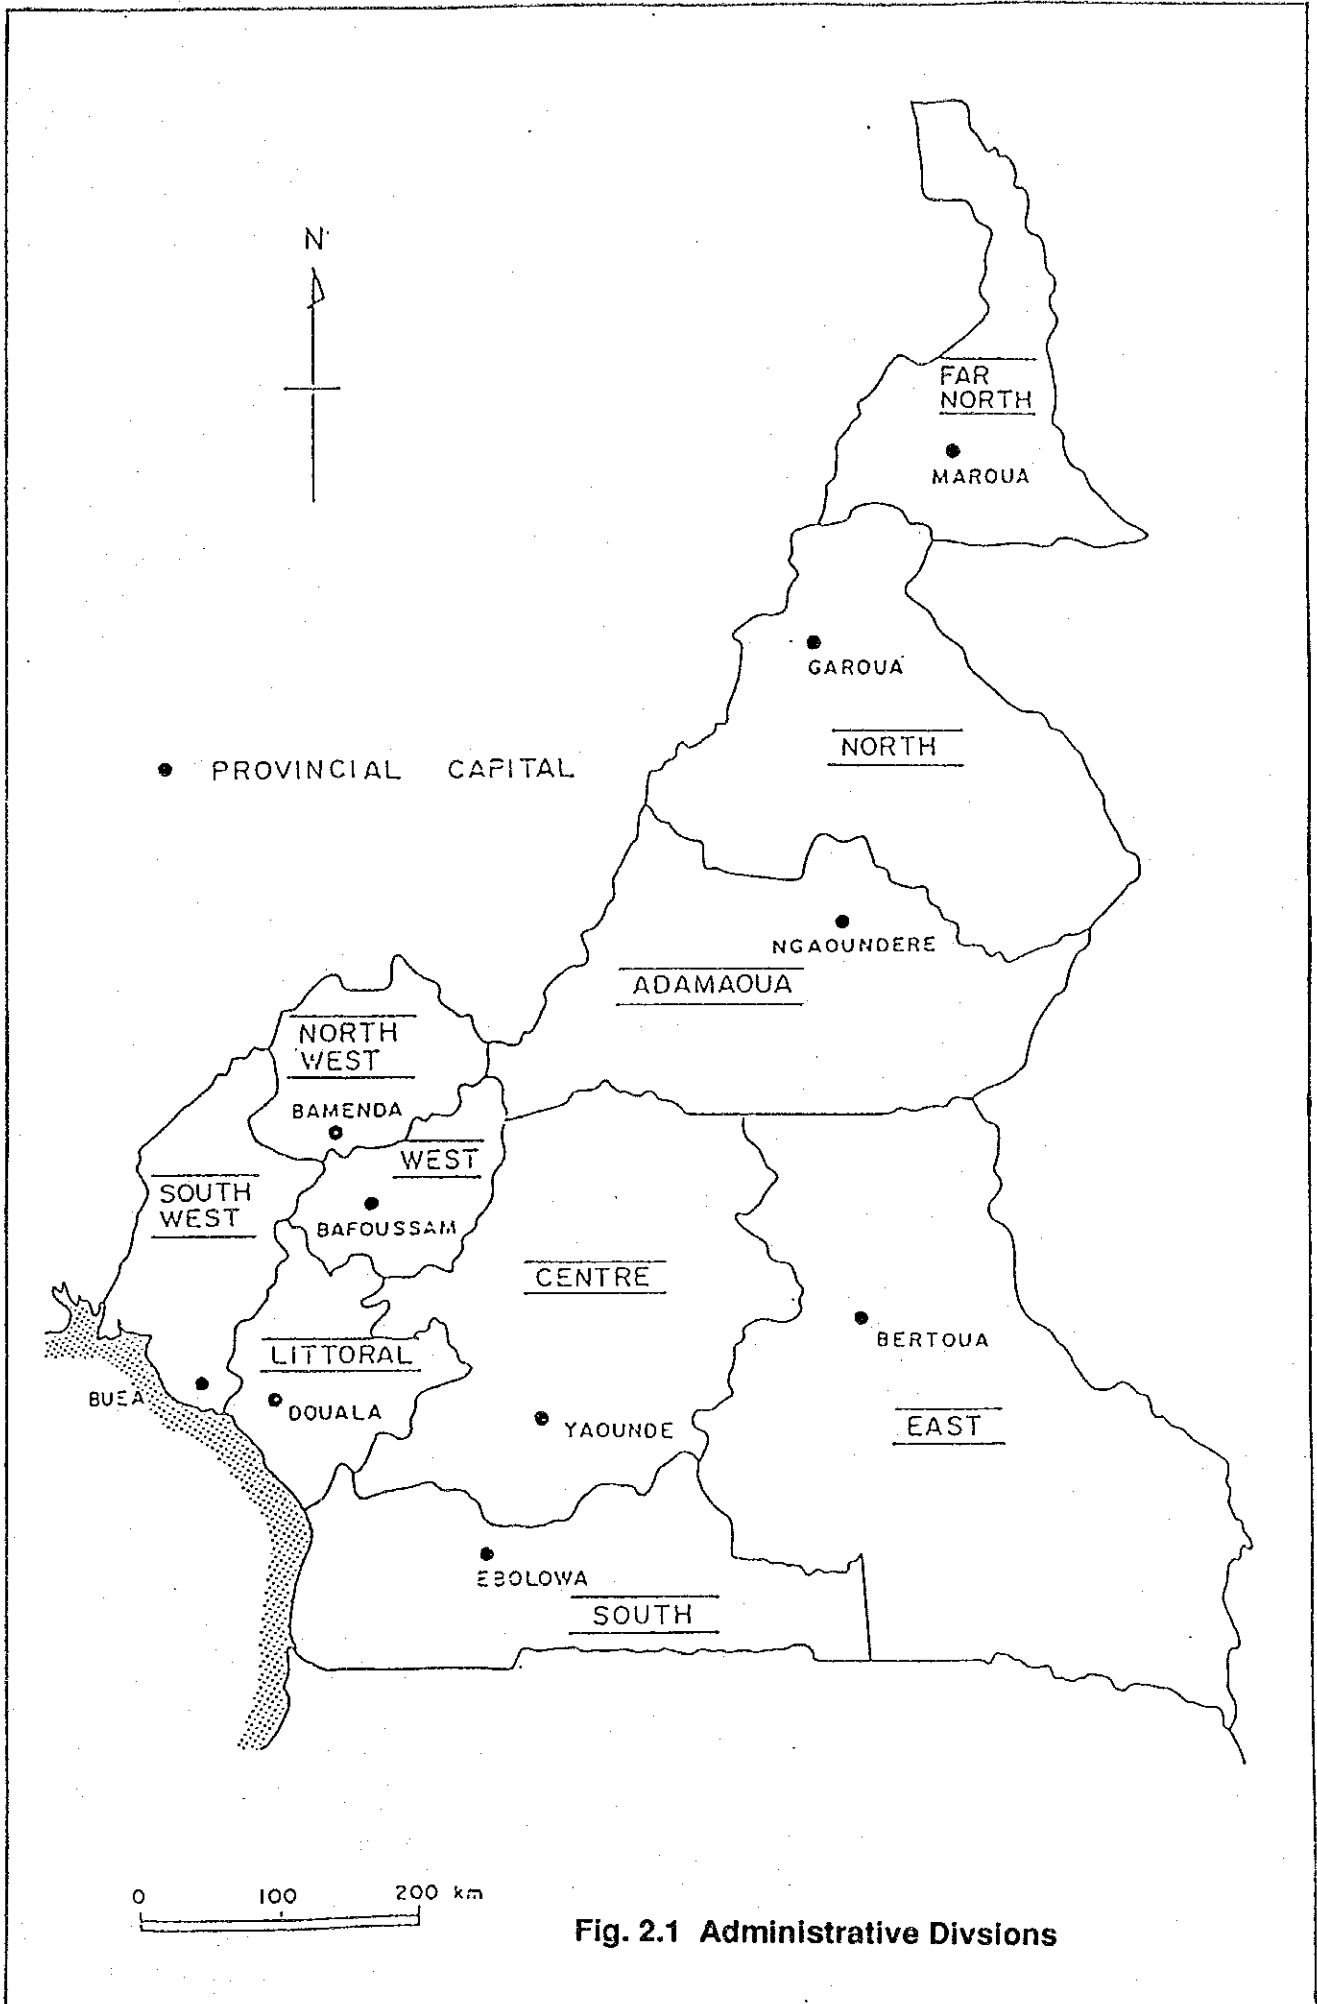 N
FAR
NORTH
MAROUA
GAROUA
NORTH
PROVINCIAL CAPITAL
NGAOUNDERE
ADAMAOUA
NORTH
WEST
BAMENDA
WEST
SOUTH
WEST
BAFOUSSAM
CENTRE
BERTOUA
LITTORAL
BUEA
DOUALA
YAOUNDE
EAST
EBOLOWA
SOUTH
0 100 200 km
Fig. 2.1 Administrative Divsions